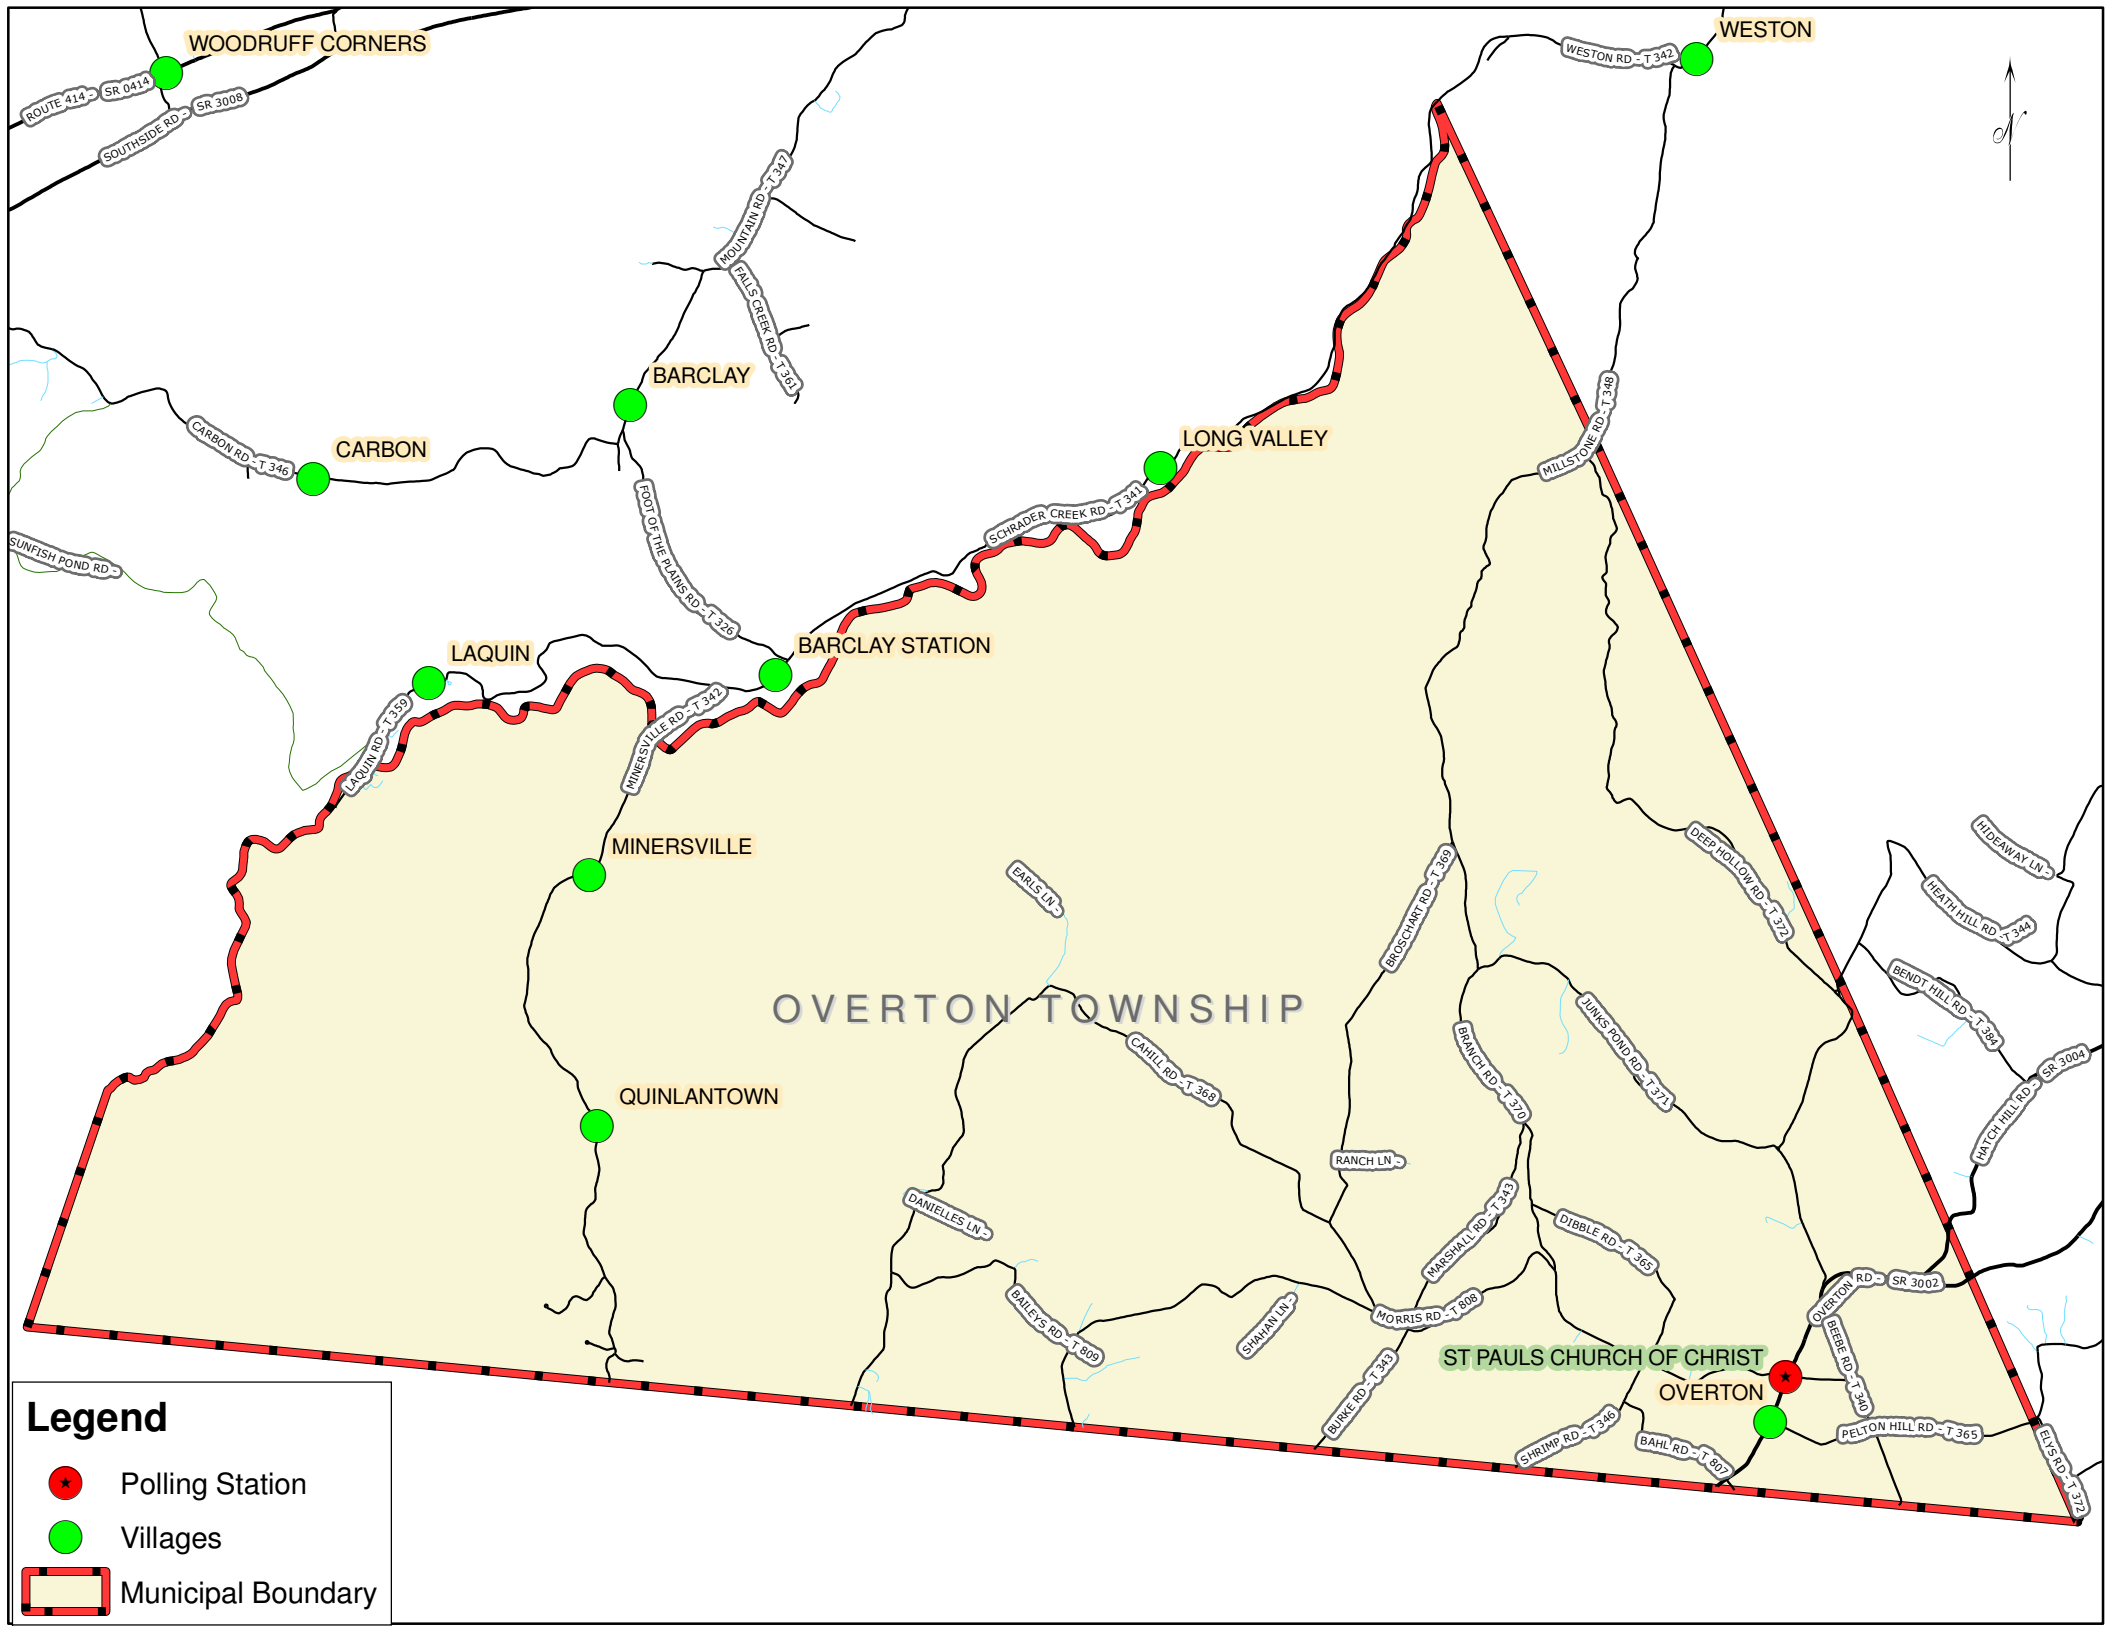 WESTON
WOODRUFF CORNERS
WESTON RD - T 342
ROUTE 414 -
SR 0414
SR 3008
SOUTHSIDE RD -
N
MOUNTAIN RD - T 347
FALLS CREEK RD - T 361
BARCLAY
MILLSTONE RD - T 348
CARBON RD - T 346
CARBON
LONG VALLEY
SCHRADER CREEK RD - T 341
FOOT OF THE PLAINS RD - T 326
SUNFISH POND RD -
LAQUIN
BARCLAY STATION
LAQUIN RD - T 359
MINERSVILLE RD - T 342
MINERSVILLE
EARLS LN -
BROSCHART RD - T 369
DEEP HOLLOW RD - T 372
HIDEAWAY LN -
HEATH HILL RD - T 344
BENDT HILL RD - T 384
OVERTON TOWNSHIP
CAHILL RD - T 368
BRANCH RD - T 370
JUNKS POND RD - T 371
SR 3004
HATCH HILL RD -
QUINLANTOWN
RANCH LN -
DANIELLES LN -
MARSHALL RD - T 343
DIBBLE RD - T 365
BAILEYS RD - T 809
SHAHAN LN -
MORRIS RD - T 808
OVERTON RD -
SR 3002
BEEBE RD - T 340
ST PAULS CHURCH OF CHRIST
OVERTON
BURKE RD - T 343
SHRIMP RD - T 346
BAHL RD - T 807
PELTON HILL RD - T 365
ELYS RD - T 372
Legend
Polling Station
Villages
Municipal Boundary